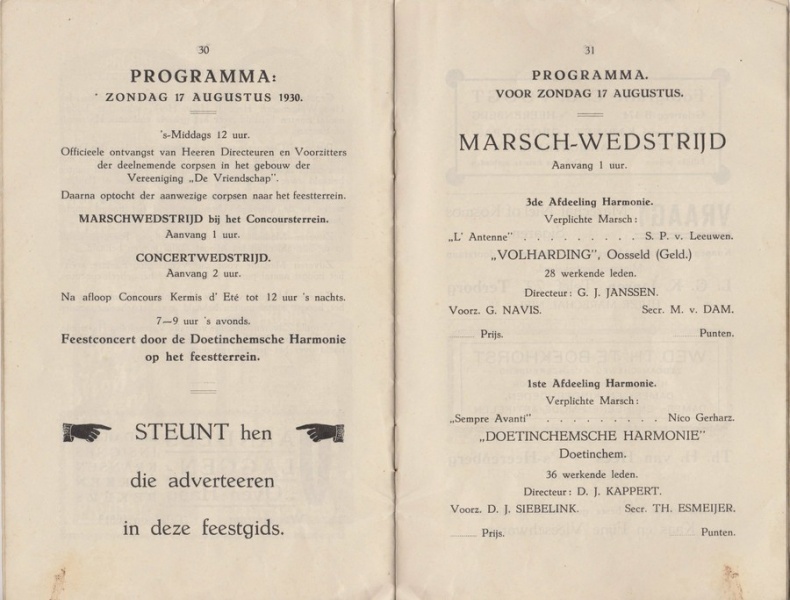 30
PROGRAMMA:
ZONDAG 17 AUGUSTUS 1930.
's-Middags 12 uur.
Officieele ontvangst van Heeren Directeuren en Voorzitters
der deelnemende corpsen in het gebouw der
Vereeniging „De Vriendschap".
Daarna optocht der aanwezige corpsen naar het feestterrein.
MARSCHWEDSTRIJD bij het Concoursterrein.
Aanvang 1 uur.
CONCERTWEDSTRIJD.
Aanvang 2 uur.
Na afloop Concours Kermis d' Eté tot 12 uur 's nachts.
7—9 uur 's avonds.
Feestconcert door de Doetinchemsche Harmonie
op het feestterrein.
STEUNT hen
die adverteeren
in deze feestgids.
31
PROGRAMMA.
VOOR ZONDAG 17 AUGUSTUS.
MARSCH-WEDSTRIJD
Aanvang 1 uur.
3de Afdeeling Harmonie.
Verplichte Marsch:
„L' Antenne" . . . . . . . . . S. P. v. Leeuwen.
„VOLHARDING", Oosseld (Geld.)
28 werkende leden.
Directeur: G. J. JANSSEN.
Voorz. G. NAVIS. Secr. M. v. DAM.
Prijs. Punten.
1ste Afdeeling Harmonie.
Verplichte Marsch:
„Sempre Avanti" . . . . . . . . . Nico Gerharz.
„DOETINCHEMSCHE HARMONIE"
Doetinchem.
36 werkende leden.
Directeur: D. J. KAPPERT.
Voorz. D. J. SIEBELINK. Secr. TH. ESMEIJER.
Prijs. Punten.